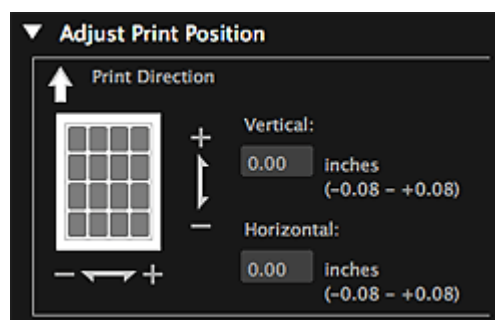 Adjust Print Position
Print Direction
+
Vertical:
0.00 inches
(−0.08 – +0.08)
−
Horizontal:
− +
0.00 inches
(−0.08 – +0.08)